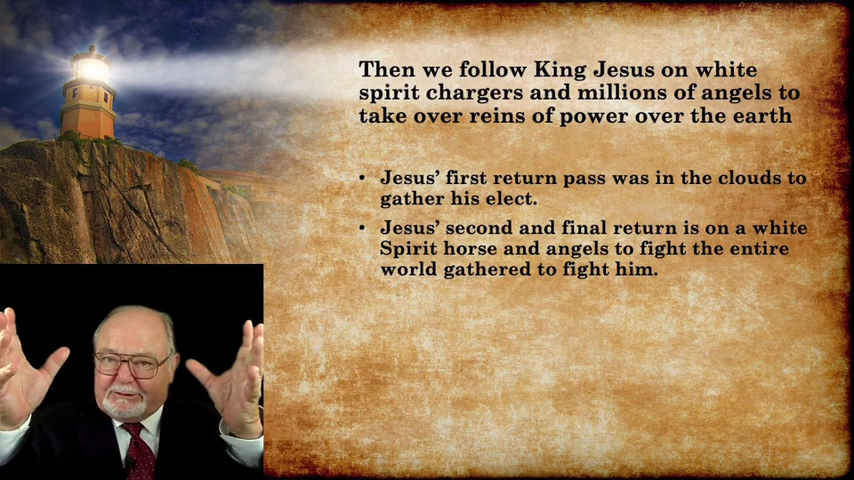 Then we follow King Jesus on white
spirit chargers and millions of angels to
take over reins of power over the earth
• Jesus’ first return pass was in the clouds to
gather his elect.
• Jesus’ second and final return is on a white
Spirit horse and angels to fight the entire
world gathered to fight him.